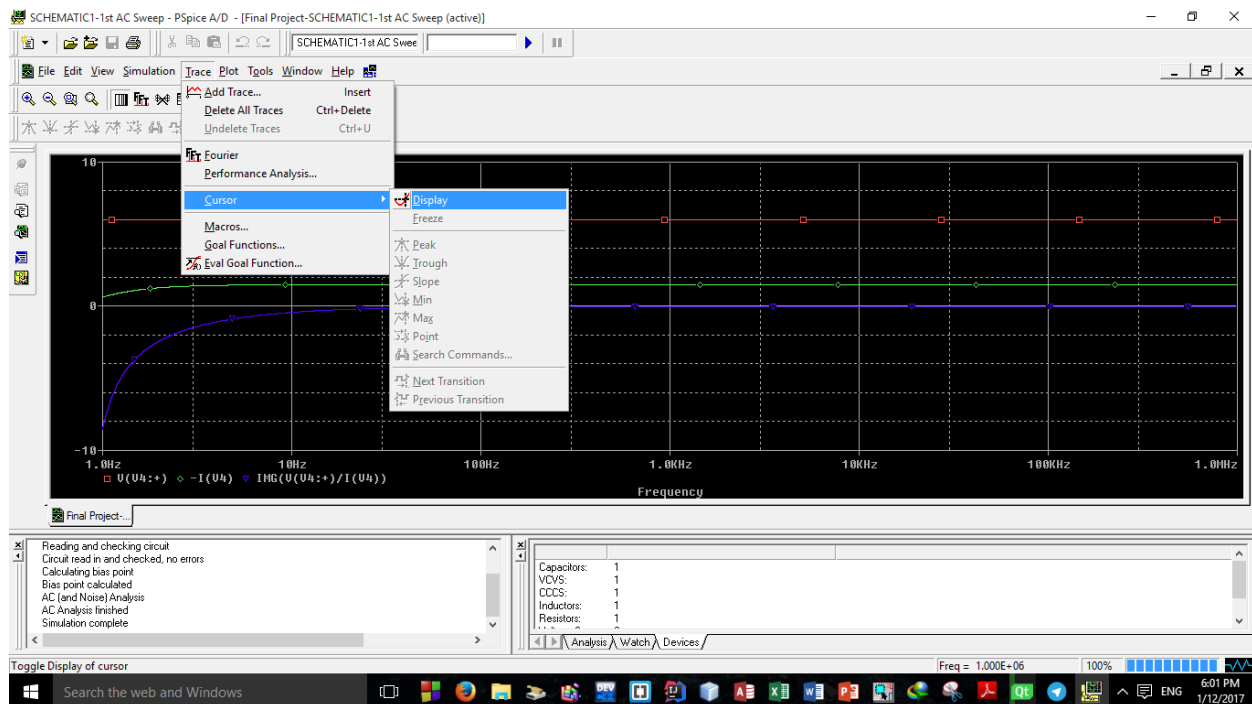 SCHEMATIC1-1st AC Sweep - PSpice A/D - [Final Project-SCHEMATIC1-1st AC Sweep (active)]
SCHEMATIC1-1st AC Swee
File Edit View Simulation Trace Plot Tools Window Help
Add Trace... Insert
Delete All Traces Ctrl+Delete
Undelete Traces Ctrl+U
Fourier
Performance Analysis...
Cursor
Macros...
Goal Functions...
Eval Goal Function...
Display
Freeze
Peak
Trough
Slope
Min
Max
Point
Search Commands...
Next Transition
Previous Transition
10
0
-10
1.0Hz 10Hz 100Hz 1.0KHz 10KHz 100KHz 1.0MHz
V(V4:+) -I(V4) IMG(V(V4:+)/I(V4))
Frequency
Final Project-...
Reading and checking circuit
Circuit read in and checked, no errors
Calculating bias point
Bias point calculated
AC (and Noise) Analysis
AC Analysis finished
Simulation complete
Capacitors: 1
VCVS: 1
CCCS: 1
Inductors: 1
Resistors: 1
Analysis Watch Devices
Toggle Display of cursor
Freq = 1.000E+06 100%
Search the web and Windows
ENG
6:01 PM
1/12/2017